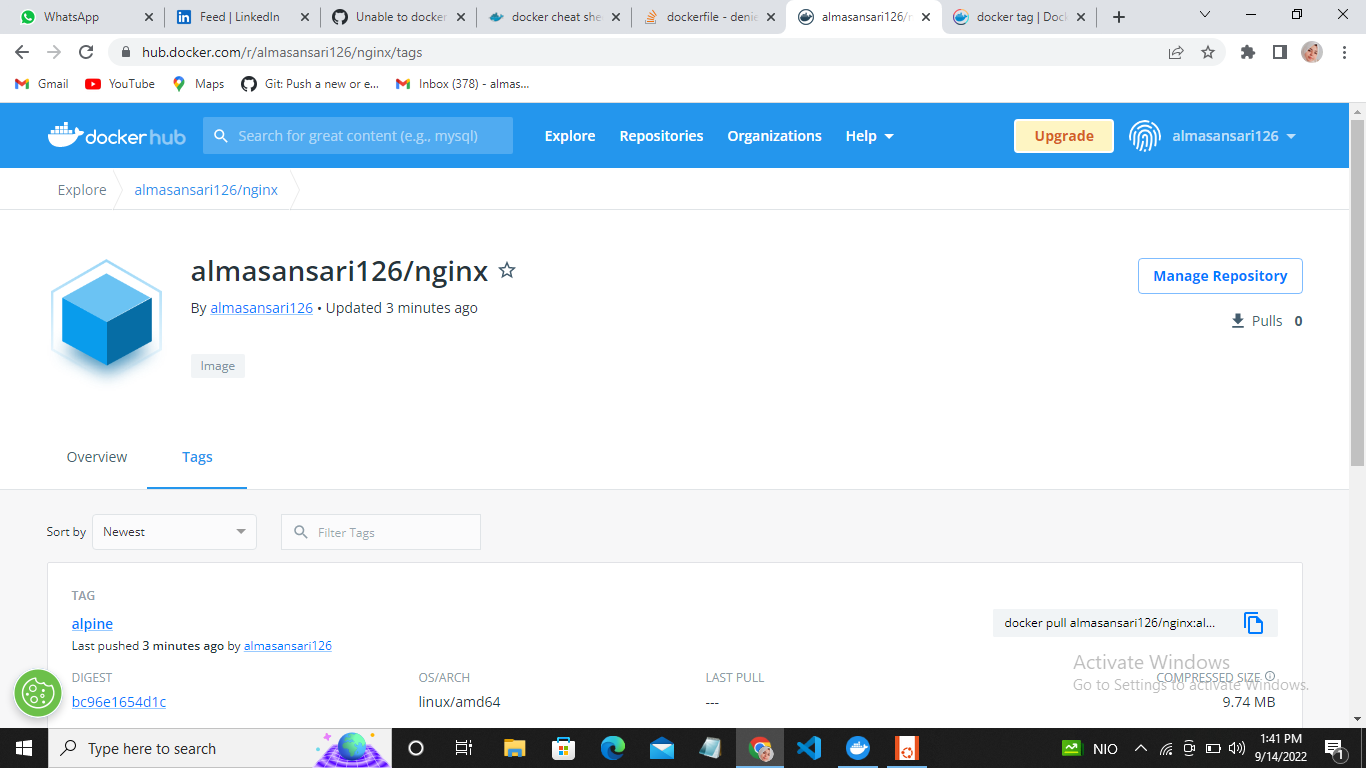 WhatsApp
Feed | LinkedIn
Unable to docker
docker cheat she
dockerfile - denie
almasansari126/n
docker tag | Dock
hub.docker.com/r/almasansari126/nginx/tags
Gmail YouTube Maps Git: Push a new or e... Inbox (378) - almas...
docker hub Search for great content (e.g., mysql) Explore Repositories Organizations Help Upgrade almasansari126
Explore almasansari126/nginx
almasansari126/nginx
Manage Repository
By almasansari126 • Updated 3 minutes ago
Pulls 0
Image
Overview Tags
Sort by Newest Filter Tags
TAG
alpine
docker pull almasansari126/nginx:al...
Last pushed 3 minutes ago by almasansari126
Activate Windows
Go to Settings to activate Windows.
DIGEST OS/ARCH LAST PULL COMPRESSED SIZE
bc96e1654d1c linux/amd64 --- 9.74 MB
Type here to search
NIO
1:41 PM
9/14/2022
1